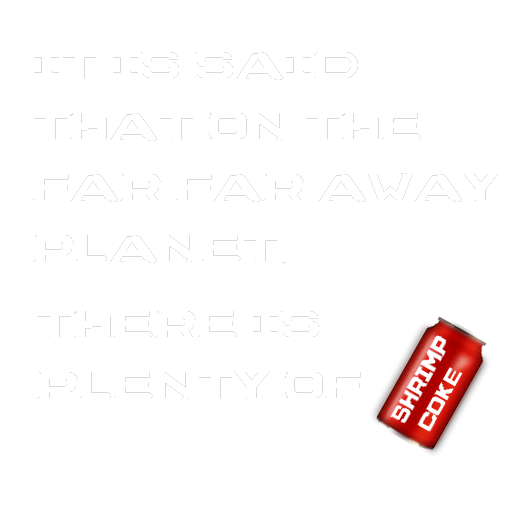 IT IS SAID
THAT ON THE
FAR FAR AWAY
PLANET,
THERE IS
PLENTY OF
SHRIMP
COKE